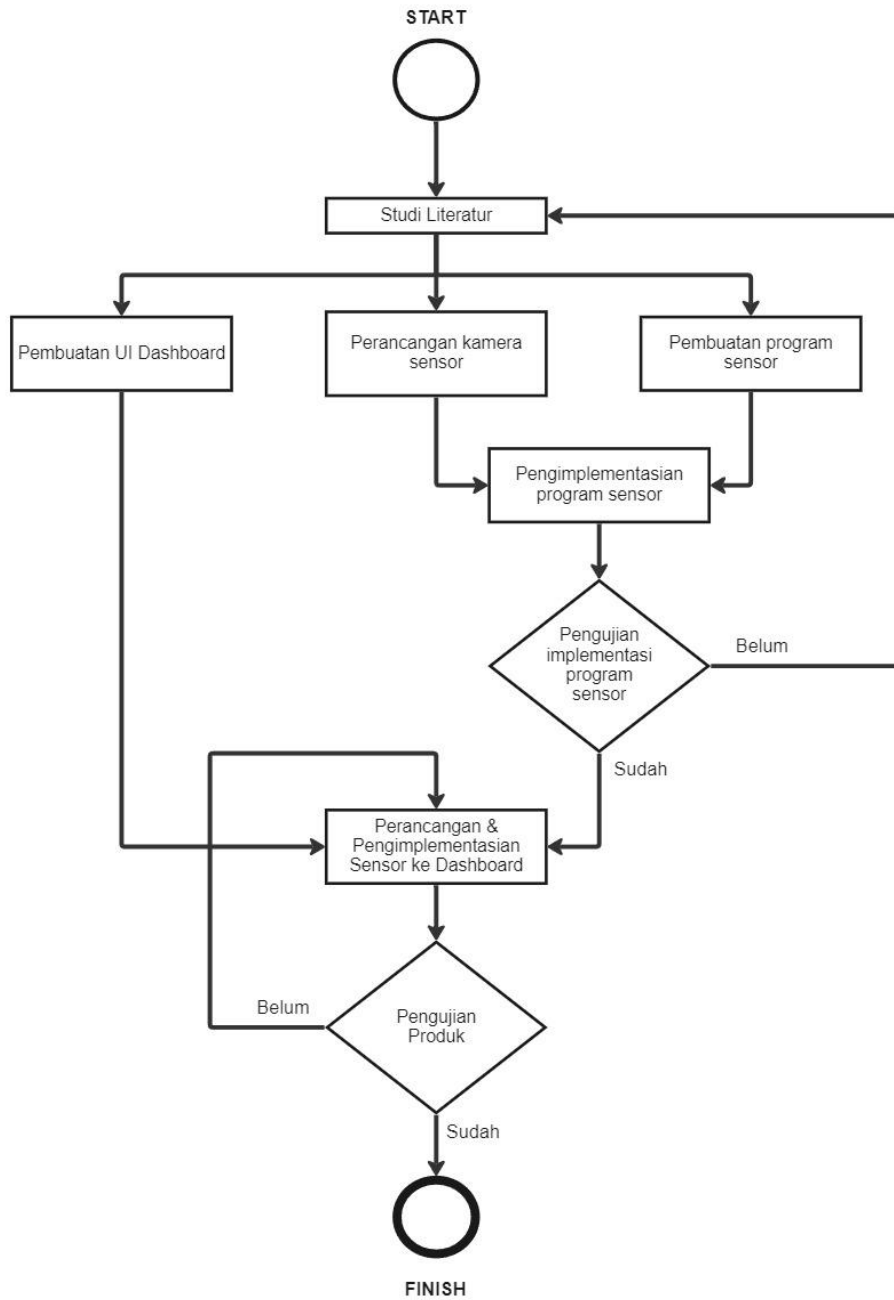 START
Studi Literatur
Pembuatan UI Dashboard
Perancangan kamera
sensor
Pembuatan program
sensor
Pengimplementasian
program sensor
Pengujian
implementasi
program
sensor
Belum
Sudah
Perancangan &
Pengimplementasian
Sensor ke Dashboard
Belum
Pengujian
Produk
Sudah
FINISH